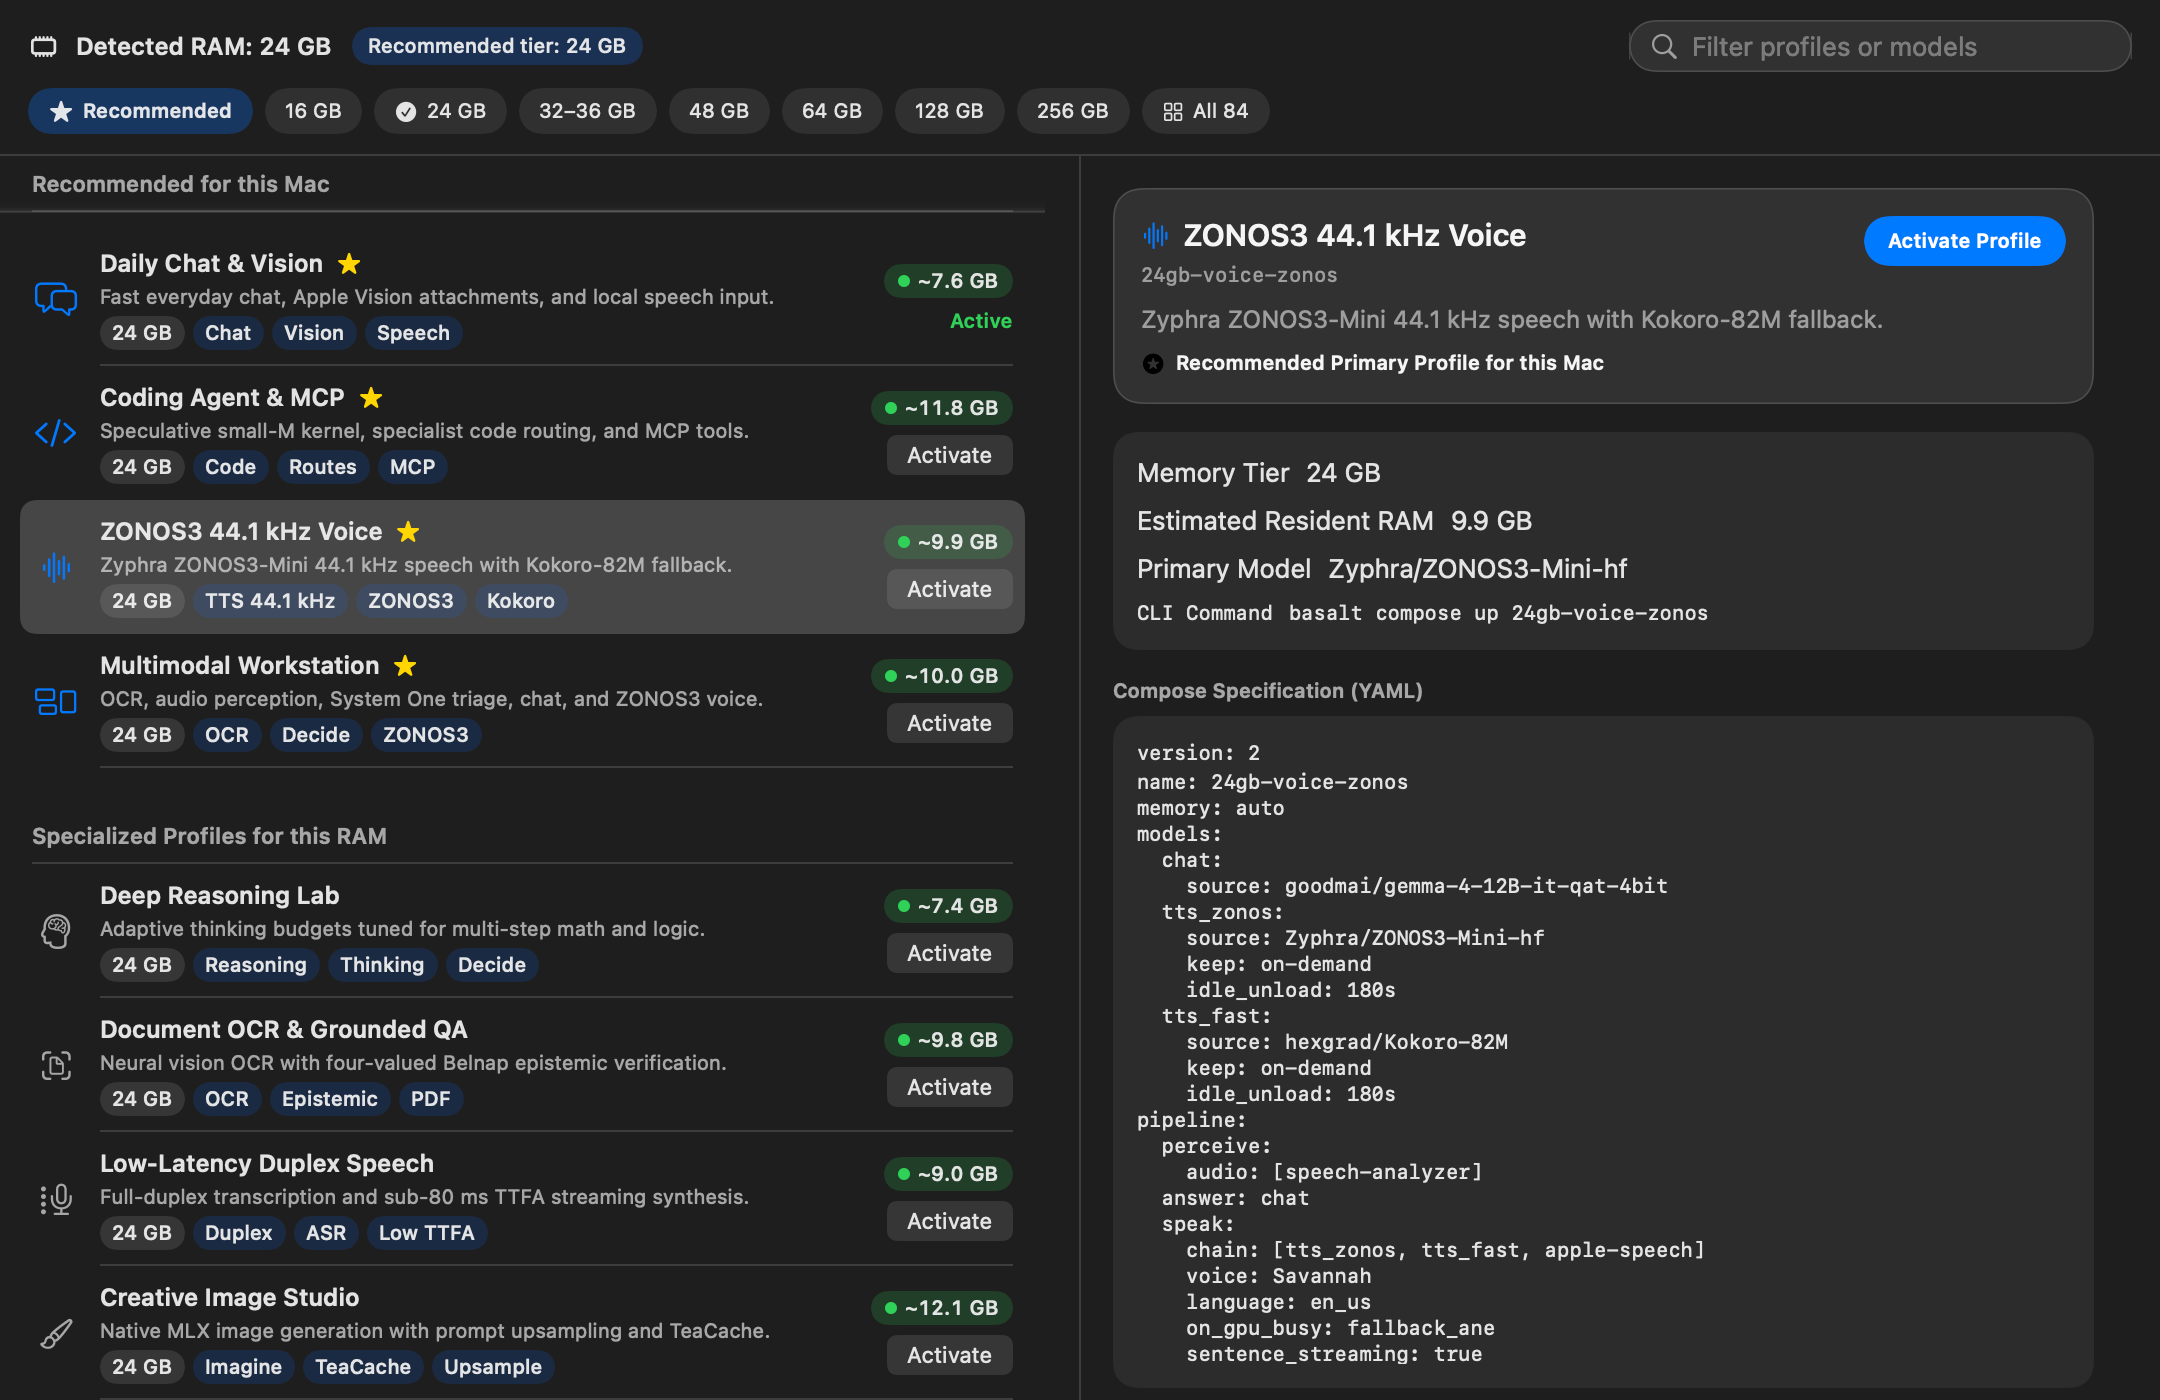 Detected RAM: 24 GB
Recommended tier: 24 GB
Filter profiles or models
Recommended
16 GB
24 GB
32–36 GB
48 GB
64 GB
128 GB
256 GB
All 84
Recommended for this Mac
Daily Chat & Vision
Fast everyday chat, Apple Vision attachments, and local speech input.
24 GB Chat Vision Speech
~7.6 GB
Active
Coding Agent & MCP
Speculative small-M kernel, specialist code routing, and MCP tools.
24 GB Code Routes MCP
~11.8 GB
Activate
ZONOS3 44.1 kHz Voice
Zyphra ZONOS3-Mini 44.1 kHz speech with Kokoro-82M fallback.
24 GB TTS 44.1 kHz ZONOS3 Kokoro
~9.9 GB
Activate
Multimodal Workstation
OCR, audio perception, System One triage, chat, and ZONOS3 voice.
24 GB OCR Decide ZONOS3
~10.0 GB
Activate
Specialized Profiles for this RAM
Deep Reasoning Lab
Adaptive thinking budgets tuned for multi-step math and logic.
24 GB Reasoning Thinking Decide
~7.4 GB
Activate
Document OCR & Grounded QA
Neural vision OCR with four-valued Belnap epistemic verification.
24 GB OCR Epistemic PDF
~9.8 GB
Activate
Low-Latency Duplex Speech
Full-duplex transcription and sub-80 ms TTFA streaming synthesis.
24 GB Duplex ASR Low TTFA
~9.0 GB
Activate
Creative Image Studio
Native MLX image generation with prompt upsampling and TeaCache.
24 GB Imagine TeaCache Upsample
~12.1 GB
Activate
ZONOS3 44.1 kHz Voice
Activate Profile
24gb-voice-zonos
Zyphra ZONOS3-Mini 44.1 kHz speech with Kokoro-82M fallback.
Recommended Primary Profile for this Mac
Memory Tier 24 GB
Estimated Resident RAM 9.9 GB
Primary Model Zyphra/ZONOS3-Mini-hf
CLI Command basalt compose up 24gb-voice-zonos
Compose Specification (YAML)
version: 2
name: 24gb-voice-zonos
memory: auto
models:
  chat:
    source: goodmai/gemma-4-12B-it-qat-4bit
  tts_zonos:
    source: Zyphra/ZONOS3-Mini-hf
    keep: on-demand
    idle_unload: 180s
  tts_fast:
    source: hexgrad/Kokoro-82M
    keep: on-demand
    idle_unload: 180s
pipeline:
  perceive:
    audio: [speech-analyzer]
  answer: chat
  speak:
    chain: [tts_zonos, tts_fast, apple-speech]
    voice: Savannah
    language: en_us
    on_gpu_busy: fallback_ane
    sentence_streaming: true